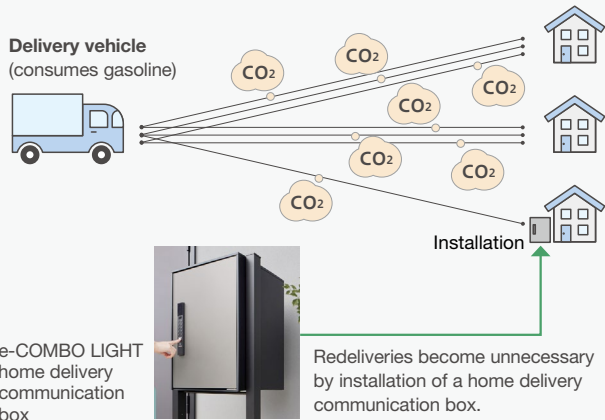 Delivery vehicle
(consumes gasoline)
CO2
CO2
CO2
CO2
CO2
CO2
CO2
Installation
e-COMBO LIGHT
home delivery
communication
box
Redeliveries become unnecessary
by installation of a home delivery
communication box.